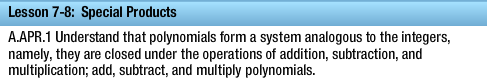 Lesson 7-8: Special Products
A.APR.1 Understand that polynomials form a system analogous to the integers,
namely, they are closed under the operations of addition, subtraction, and
multiplication; add, subtract, and multiply polynomials.